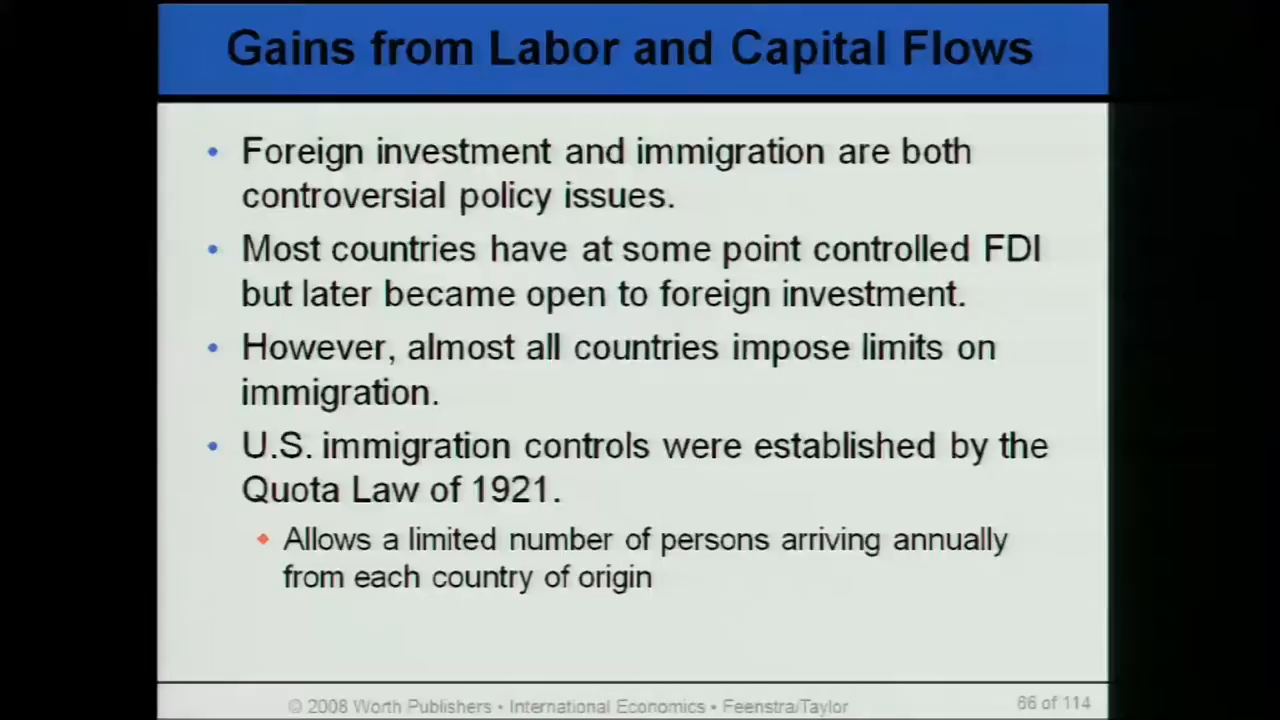 Gains from Labor and Capital Flows
• Foreign investment and immigration are both
controversial policy issues.
• Most countries have at some point controlled FDI
but later became open to foreign investment.
• However, almost all countries impose limits on
immigration.
• U.S. immigration controls were established by the
Quota Law of 1921.
• Allows a limited number of persons arriving annually
from each country of origin
© 2008 Worth Publishers • International Economics • Feenstra/Taylor
66 of 114